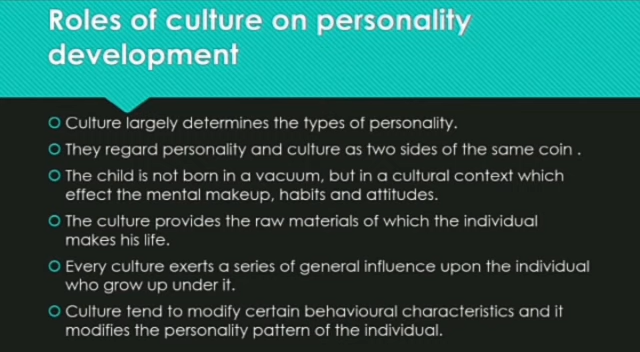 Roles of culture on personality
development
Culture largely determines the types of personality.
They regard personality and culture as two sides of the same coin .
The child is not born in a vacuum, but in a cultural context which
effect the mental makeup, habits and attitudes.
The culture provides the raw materials of which the individual
makes his life.
Every culture exerts a series of general influence upon the individual
who grow up under it.
Culture tend to modify certain behavioural characteristics and it
modifies the personality pattern of the individual.